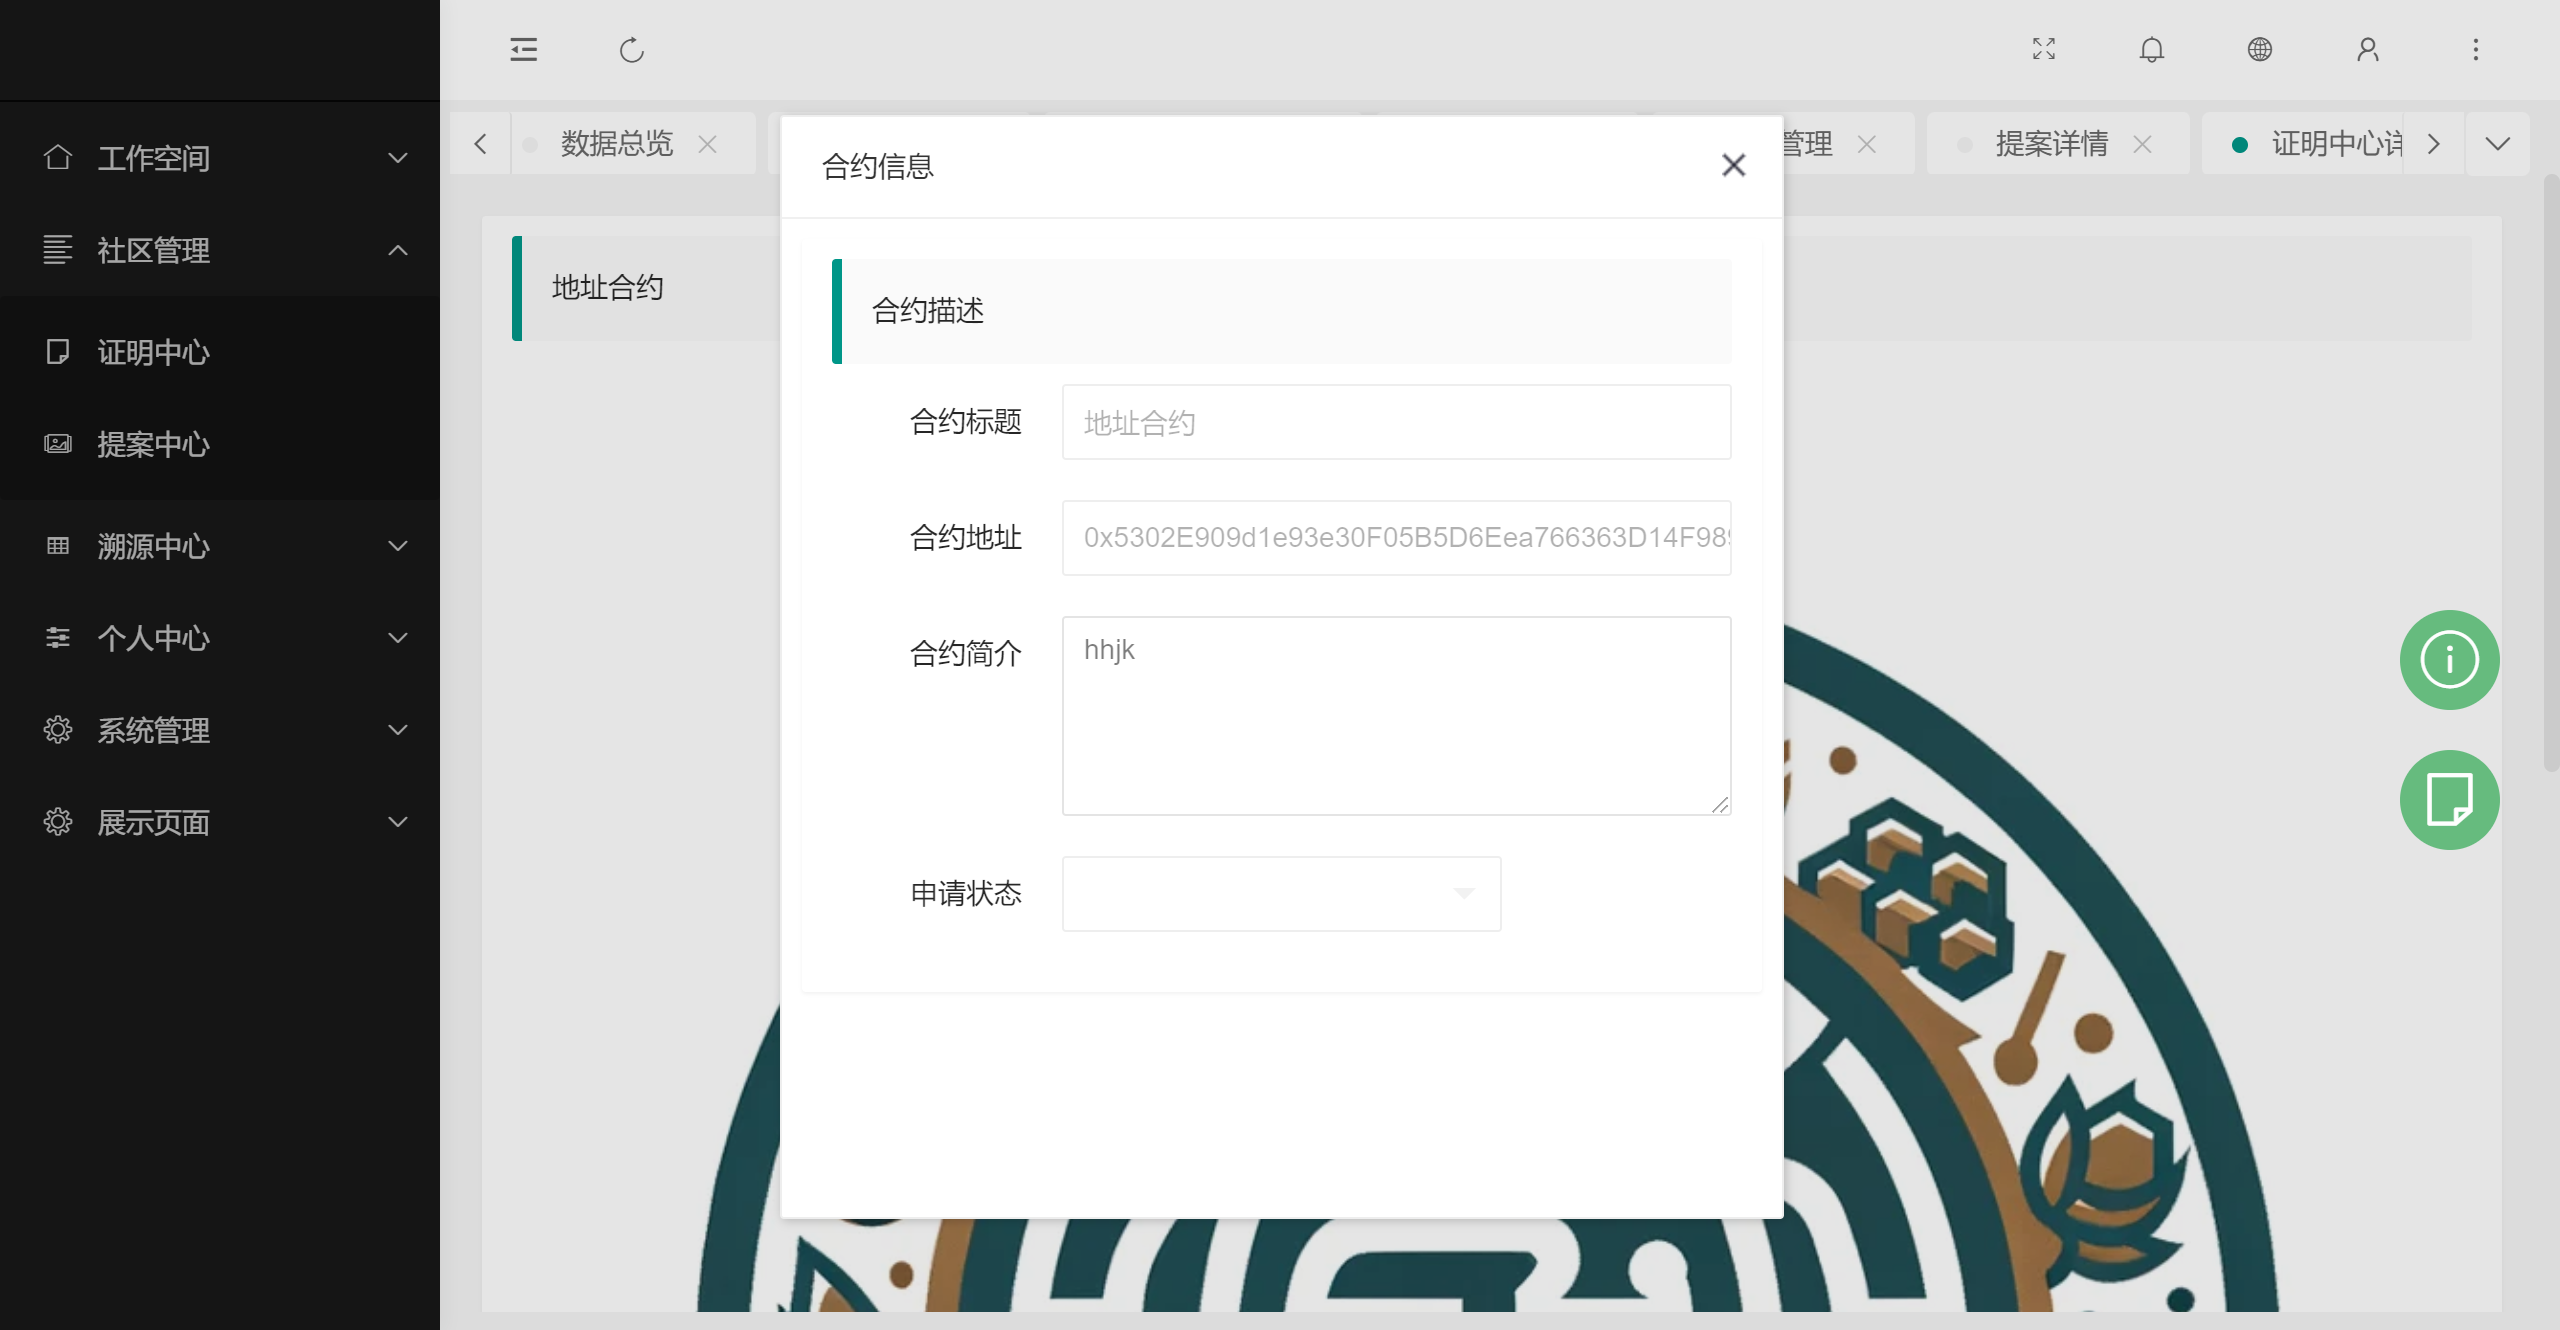 工作空间
社区管理
证明中心
提案中心
溯源中心
个人中心
系统管理
展示页面
数据总览
管理
提案详情
证明中心详
地址合约
合约信息
合约描述
合约标题
地址合约
合约地址
0x5302E909d1e93e30F05B5D6Eea766363D14F98
合约简介
hhjk
申请状态